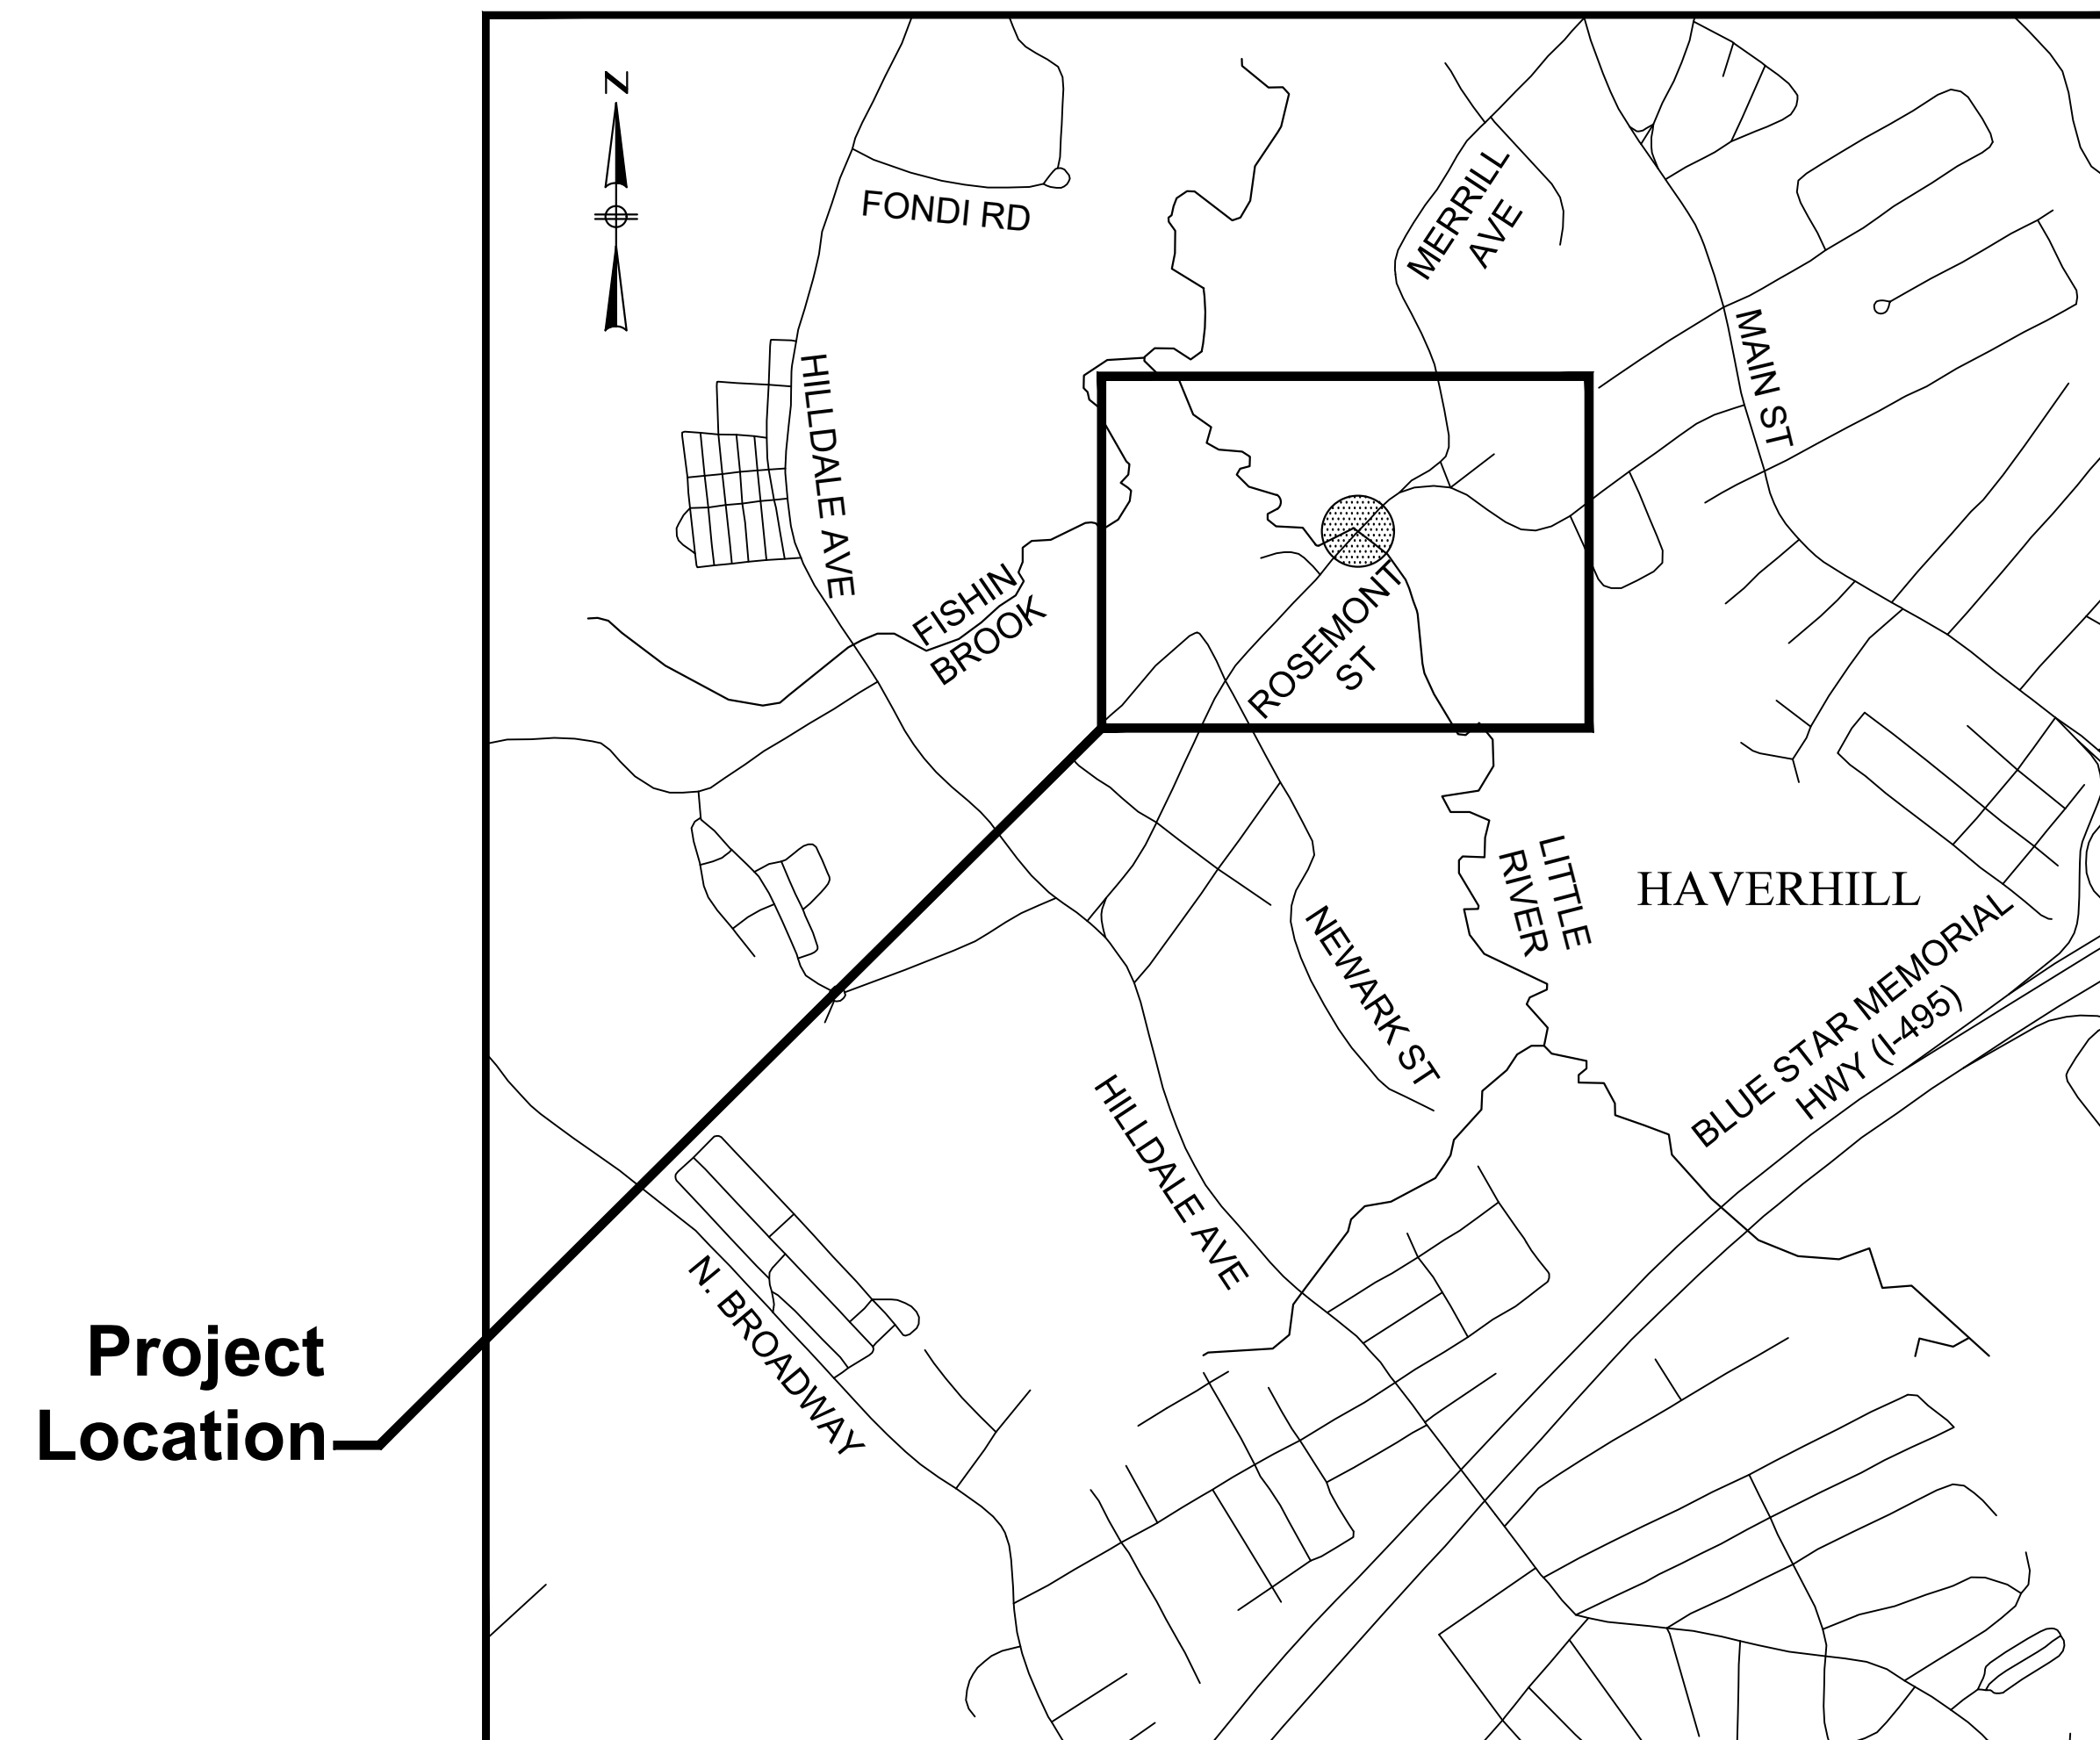 N
FONDI RD
MERRILL
AVE
MAIN ST
HILLDALE AVE
FISHIN
BROOK
ROSEMONT
ST
LITTLE
RIVER
HAVERHILL
NEWARK ST
BLUE STAR MEMORIAL
HWY (I-495)
HILLDALE AVE
N. BROADWAY
Project
Location